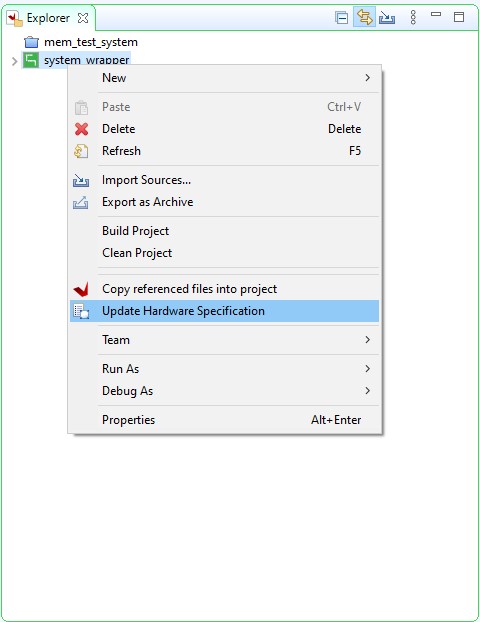 Explorer
mem_test_system
system_wrapper
New
Paste Ctrl+V
Delete Delete
Refresh F5
Import Sources...
Export as Archive
Build Project
Clean Project
Copy referenced files into project
Update Hardware Specification
Team
Run As
Debug As
Properties Alt+Enter